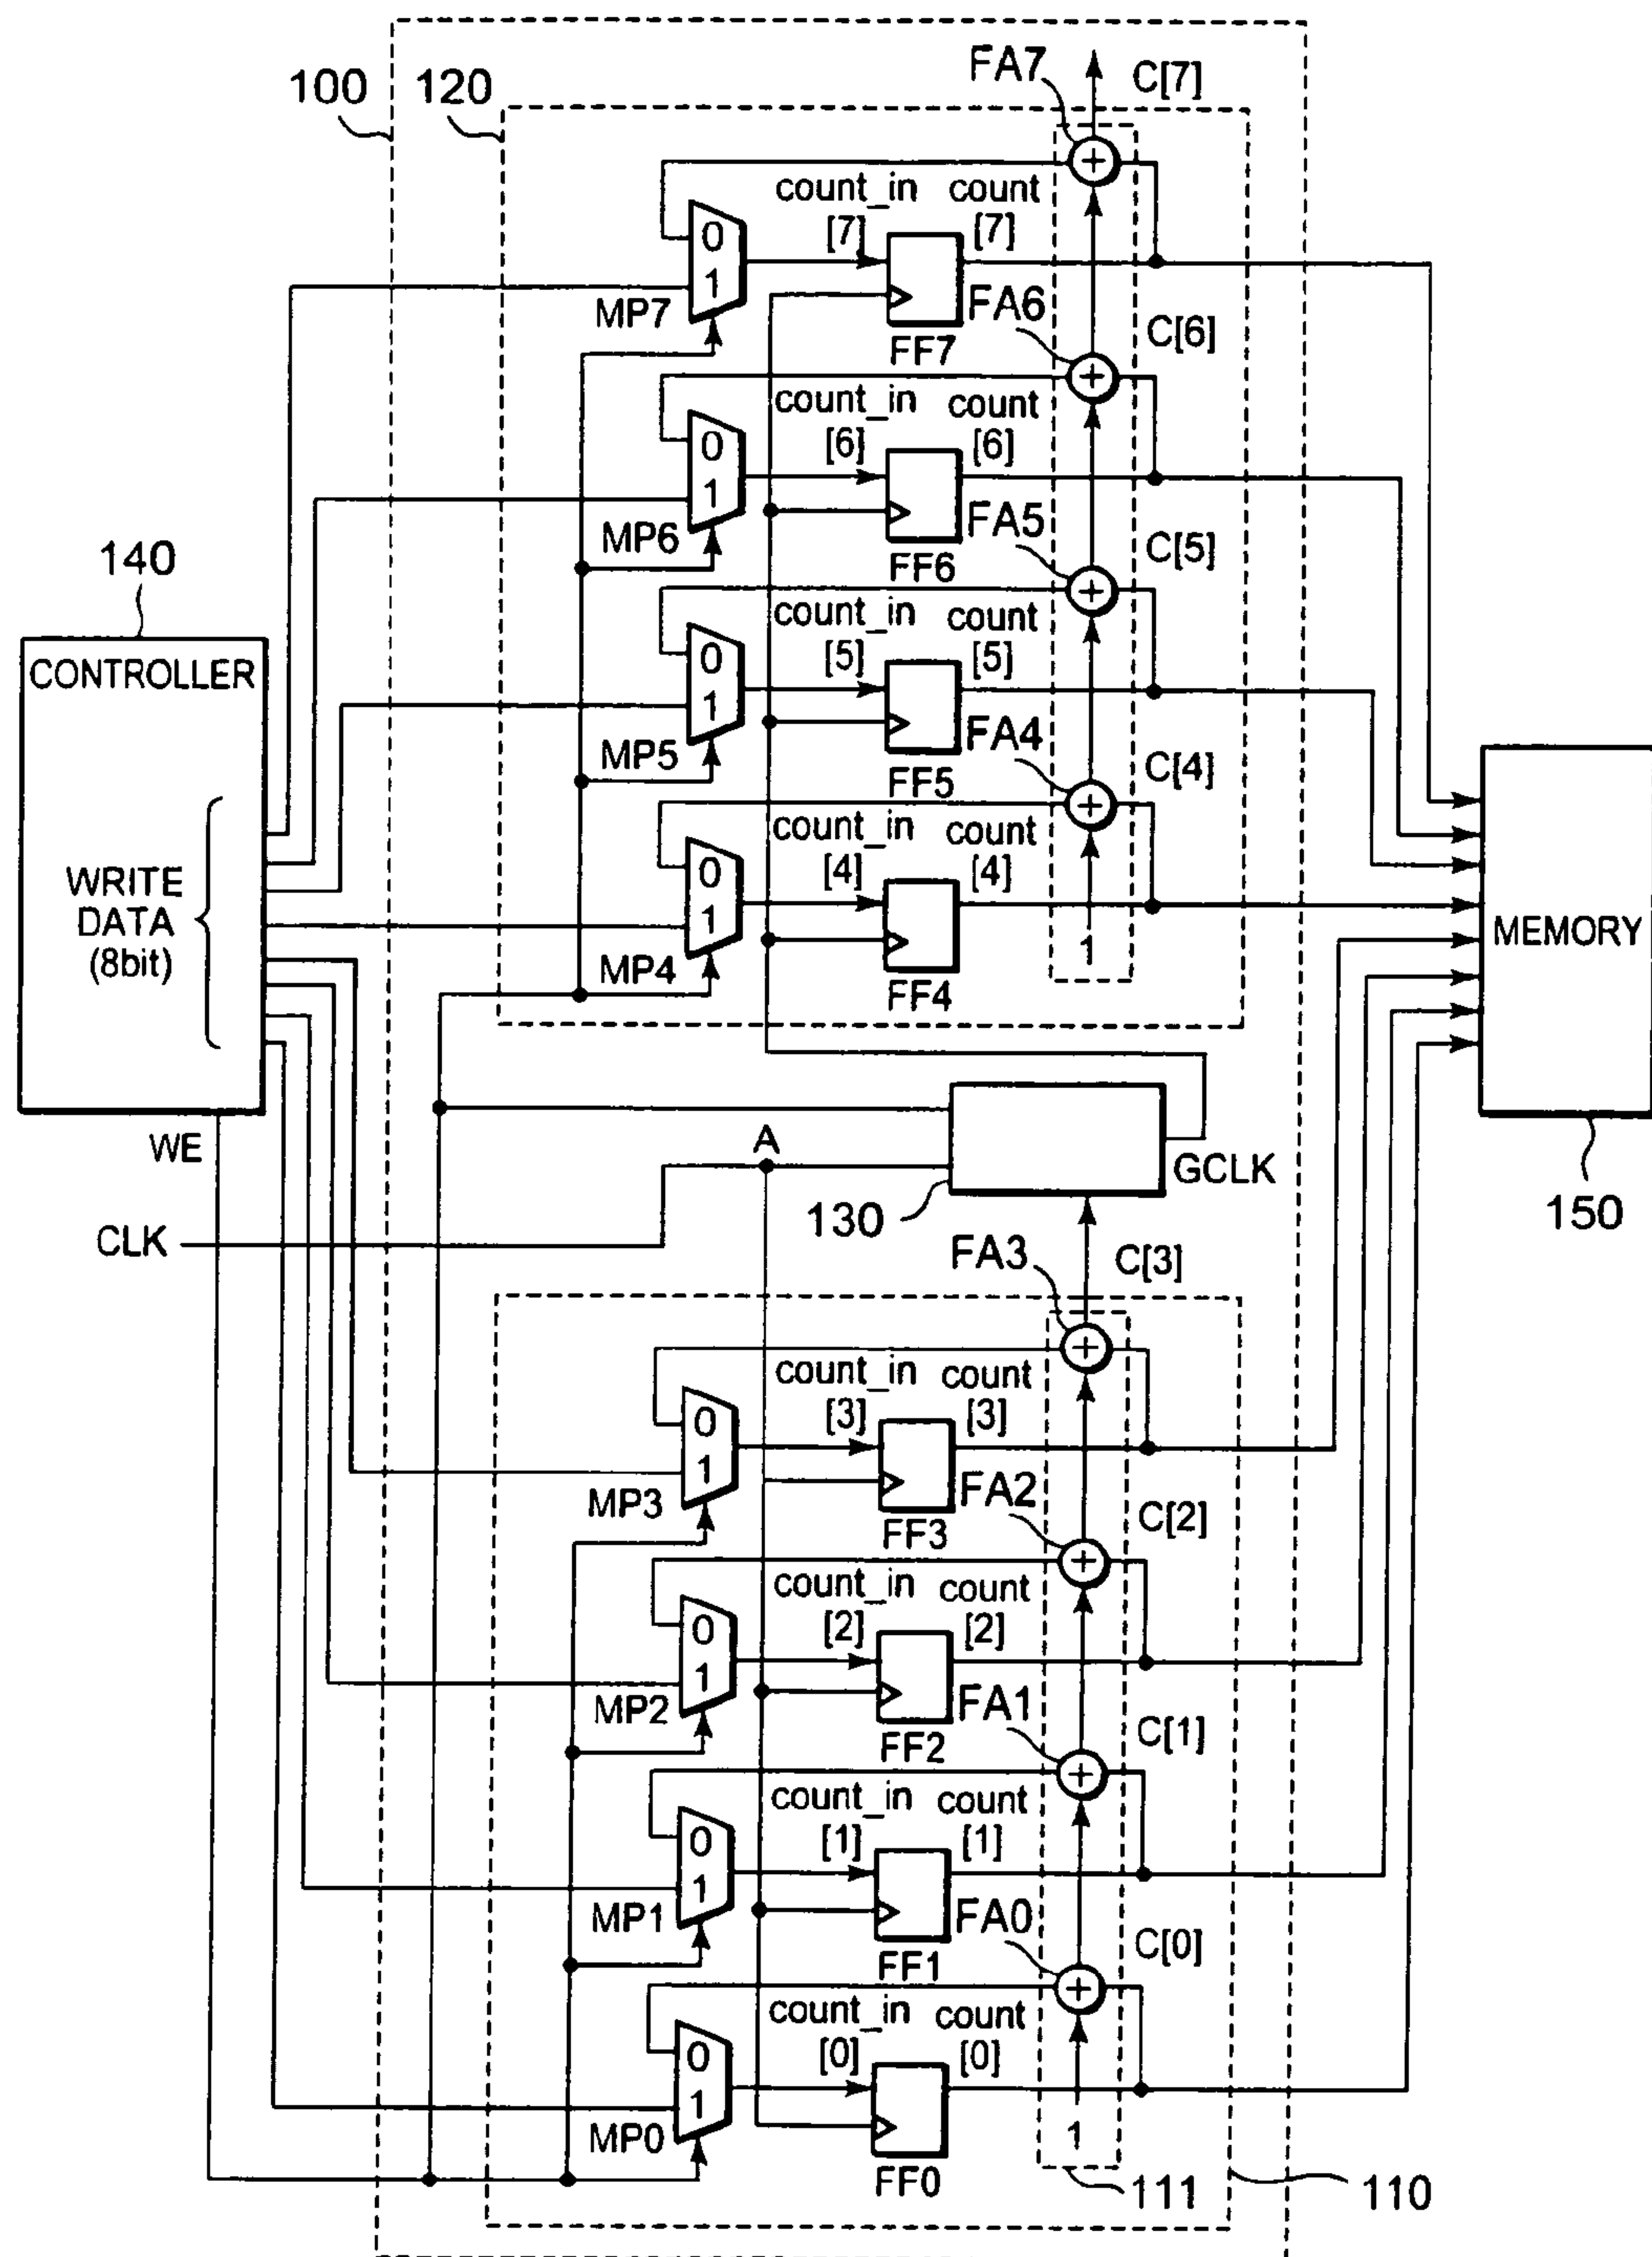 100
120
FA7
C[7]
count_in
[7]
count
[7]
0
1
MP7
FF7
FA6
C[6]
count_in
[6]
count
[6]
0
1
MP6
FF6
FA5
C[5]
count_in
[5]
count
[5]
0
1
MP5
FF5
FA4
C[4]
count_in
[4]
count
[4]
0
1
MP4
FF4
1
140
CONTROLLER
WRITE
DATA
(8bit)
WE
CLK
A
130
GCLK
MEMORY
150
FA3
C[3]
count_in
[3]
count
[3]
0
1
MP3
FF3
FA2
C[2]
count_in
[2]
count
[2]
0
1
MP2
FF2
FA1
C[1]
count_in
[1]
count
[1]
0
1
MP1
FF1
FA0
C[0]
count_in
[0]
count
[0]
0
1
MP0
FF0
1
111
110